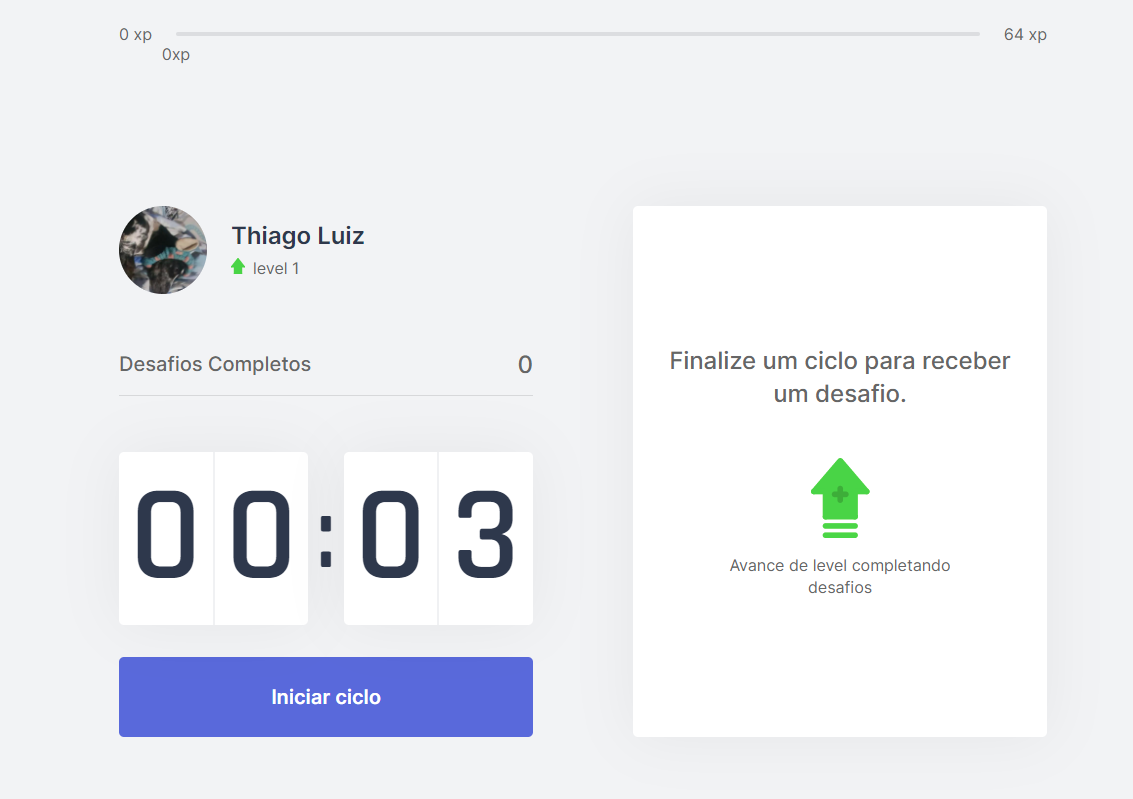 0 xp
64 xp
0xp
Thiago Luiz
level 1
Desafios Completos
0
00:03
Iniciar ciclo
Finalize um ciclo para receber
um desafio.
Avance de level completando
desafios